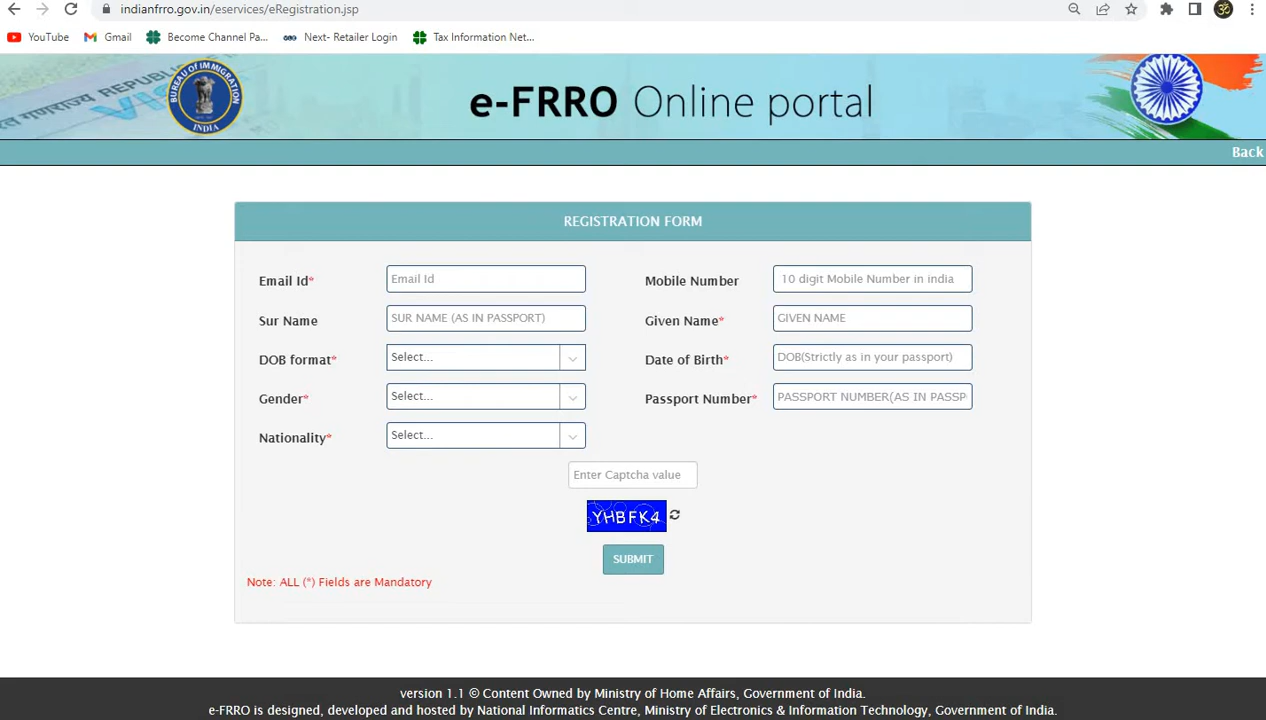 indianfrro.gov.in/eservices/eRegistration.jsp
YouTube Gmail Become Channel Pa... Next- Retailer Login Tax Information Net...
BUREAU OF IMMIGRATION
INDIA
e-FRRO Online portal
Back
REGISTRATION FORM
Email Id* Email Id Mobile Number 10 digit Mobile Number in india
Sur Name SUR NAME (AS IN PASSPORT) Given Name* GIVEN NAME
DOB format* Select... Date of Birth* DOB(Strictly as in your passport)
Gender* Select... Passport Number* PASSPORT NUMBER(AS IN PASSP
Nationality* Select...
Enter Captcha value
YHBFK4
SUBMIT
Note: ALL (*) Fields are Mandatory
version 1.1 © Content Owned by Ministry of Home Affairs, Government of India.
e-FRRO is designed, developed and hosted by National Informatics Centre, Ministry of Electronics & Information Technology, Government of India.